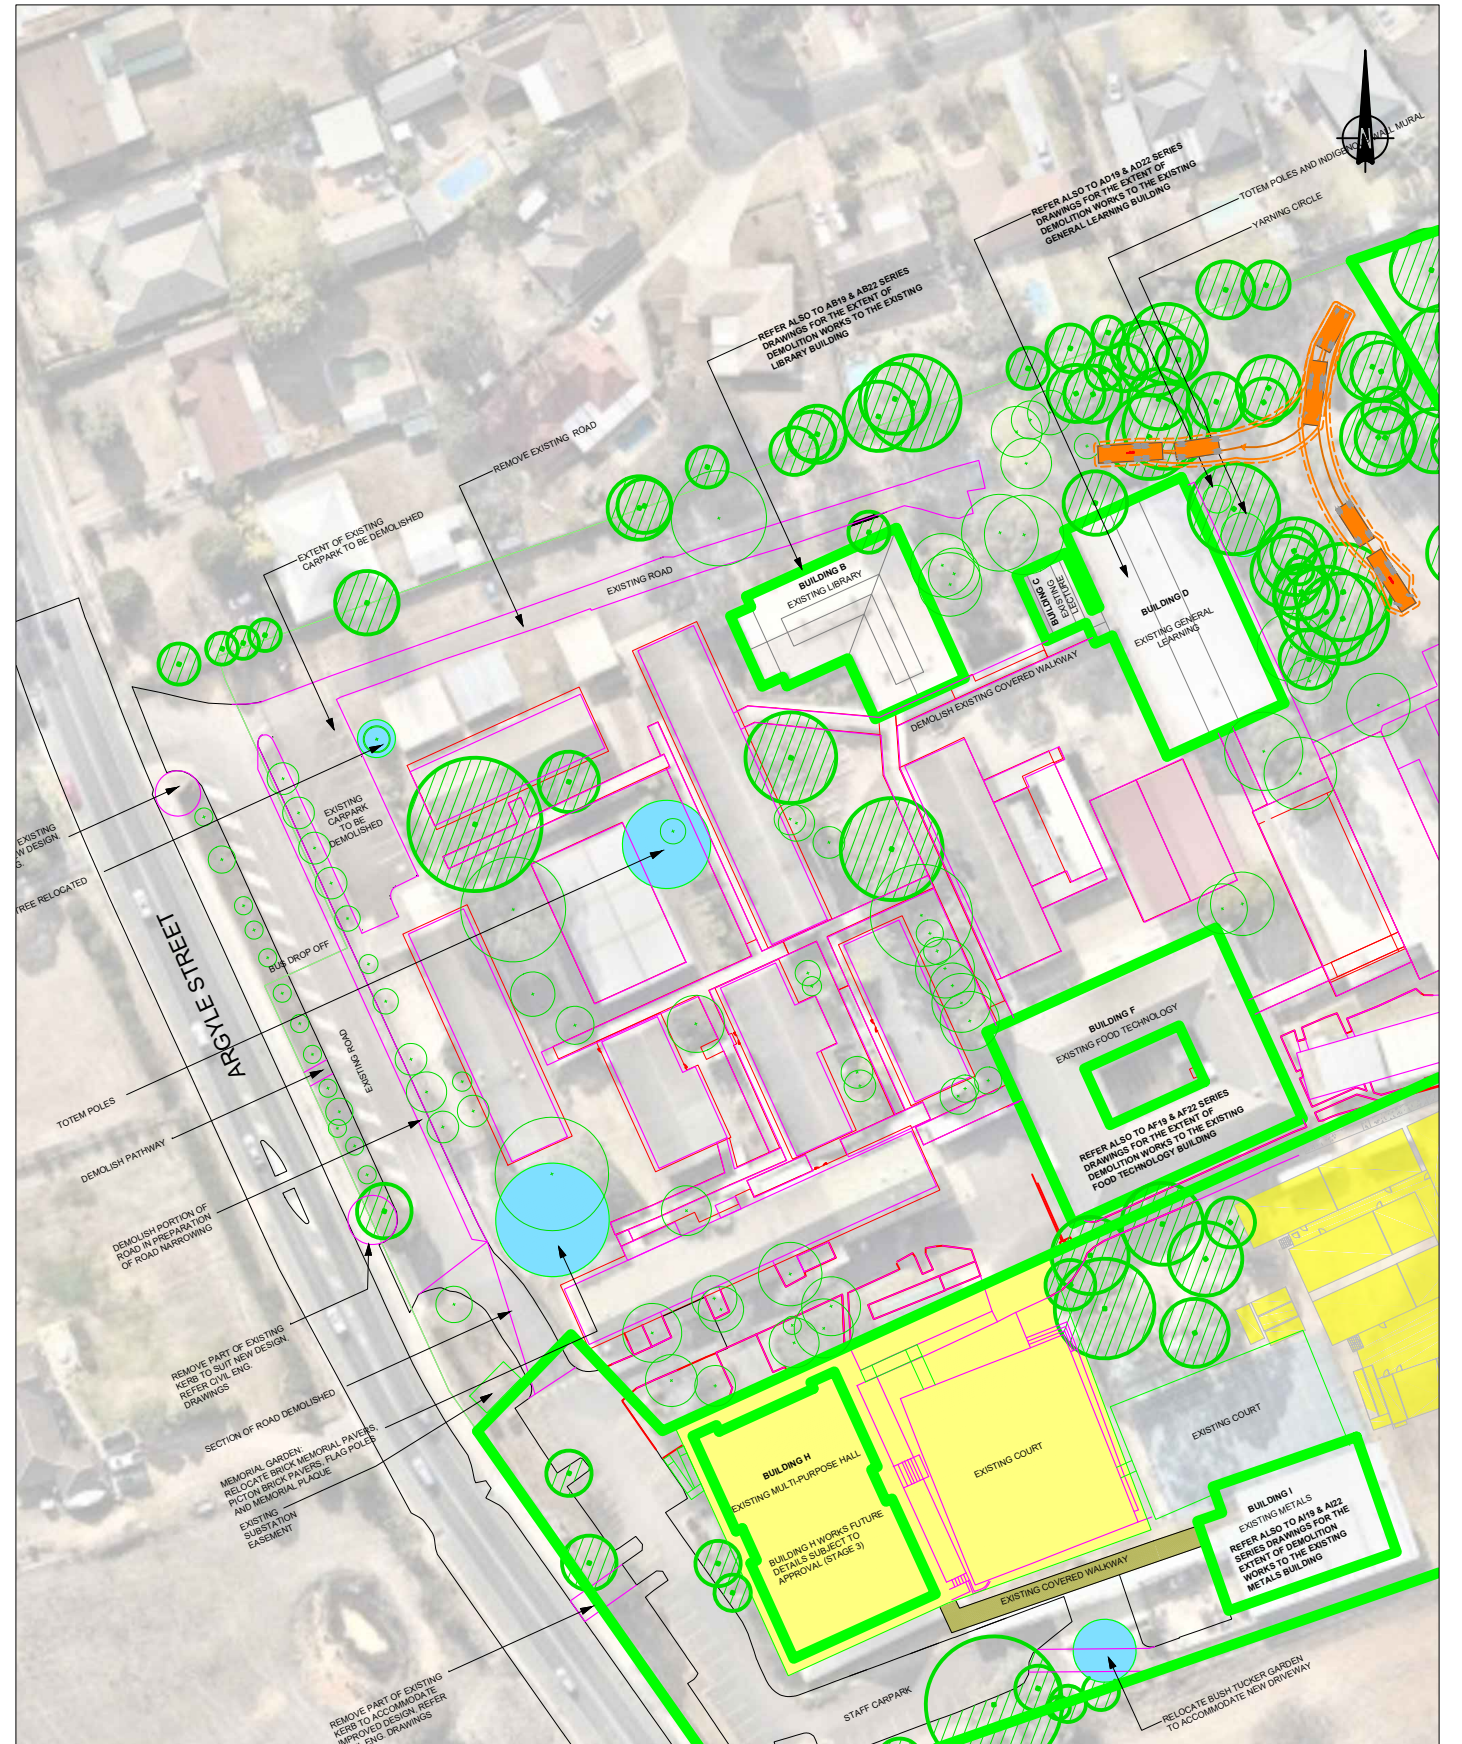 N
TOTEM POLES AND INDIGENOUS WALL MURAL
YARNING CIRCLE
REFER ALSO TO AD19 & AD22 SERIES
DRAWINGS FOR THE EXTENT OF
DEMOLITION WORKS TO THE EXISTING
GENERAL LEARNING BUILDING
REFER ALSO TO AB19 & AB22 SERIES
DRAWINGS FOR THE EXTENT OF
DEMOLITION WORKS TO THE EXISTING
LIBRARY BUILDING
REMOVE EXISTING ROAD
EXTENT OF EXISTING
CARPARK TO BE DEMOLISHED
EXISTING ROAD
BUILDING B
EXISTING LIBRARY
BUILDING C
EXISTING
LECTURE
BUILDING D
EXISTING GENERAL
LEARNING
DEMOLISH EXISTING COVERED WALKWAY
EXISTING
CARPARK
TO BE
DEMOLISHED
EXISTING
W DESIGN.
G.
TREE RELOCATED
ARGYLE STREET
BUS DROP OFF
EXISTING ROAD
TOTEM POLES
DEMOLISH PATHWAY
DEMOLISH PORTION OF
ROAD IN PREPARATION
OF ROAD NARROWING
BUILDING F
EXISTING FOOD TECHNOLOGY
REFER ALSO TO AF19 & AF22 SERIES
DRAWINGS FOR THE EXTENT OF
DEMOLITION WORKS TO THE EXISTING
FOOD TECHNOLOGY BUILDING
REMOVE PART OF EXISTING
KERB TO SUIT NEW DESIGN.
REFER CIVIL ENG.
DRAWINGS
SECTION OF ROAD DEMOLISHED
MEMORIAL GARDEN:
RELOCATE BRICK MEMORIAL PAVERS,
PICTON BRICK PAVERS, FLAG POLES
AND MEMORIAL PLAQUE
EXISTING
SUBSTATION
EASEMENT
BUILDING H
EXISTING MULTI-PURPOSE HALL
BUILDING H WORKS FUTURE
DETAILS SUBJECT TO
APPROVAL (STAGE 3)
EXISTING COURT
EXISTING COURT
BUILDING I
EXISTING METALS
REFER ALSO TO AI19 & AI22
SERIES DRAWINGS FOR THE
EXTENT OF DEMOLITION
WORKS TO THE EXISTING
METALS BUILDING
EXISTING COVERED WALKWAY
STAFF CARPARK
RELOCATE BUSH TUCKER GARDEN
TO ACCOMMODATE NEW DRIVEWAY
REMOVE PART OF EXISTING
KERB TO ACCOMMODATE
IMPROVED DESIGN. REFER
ENG. DRAWINGS